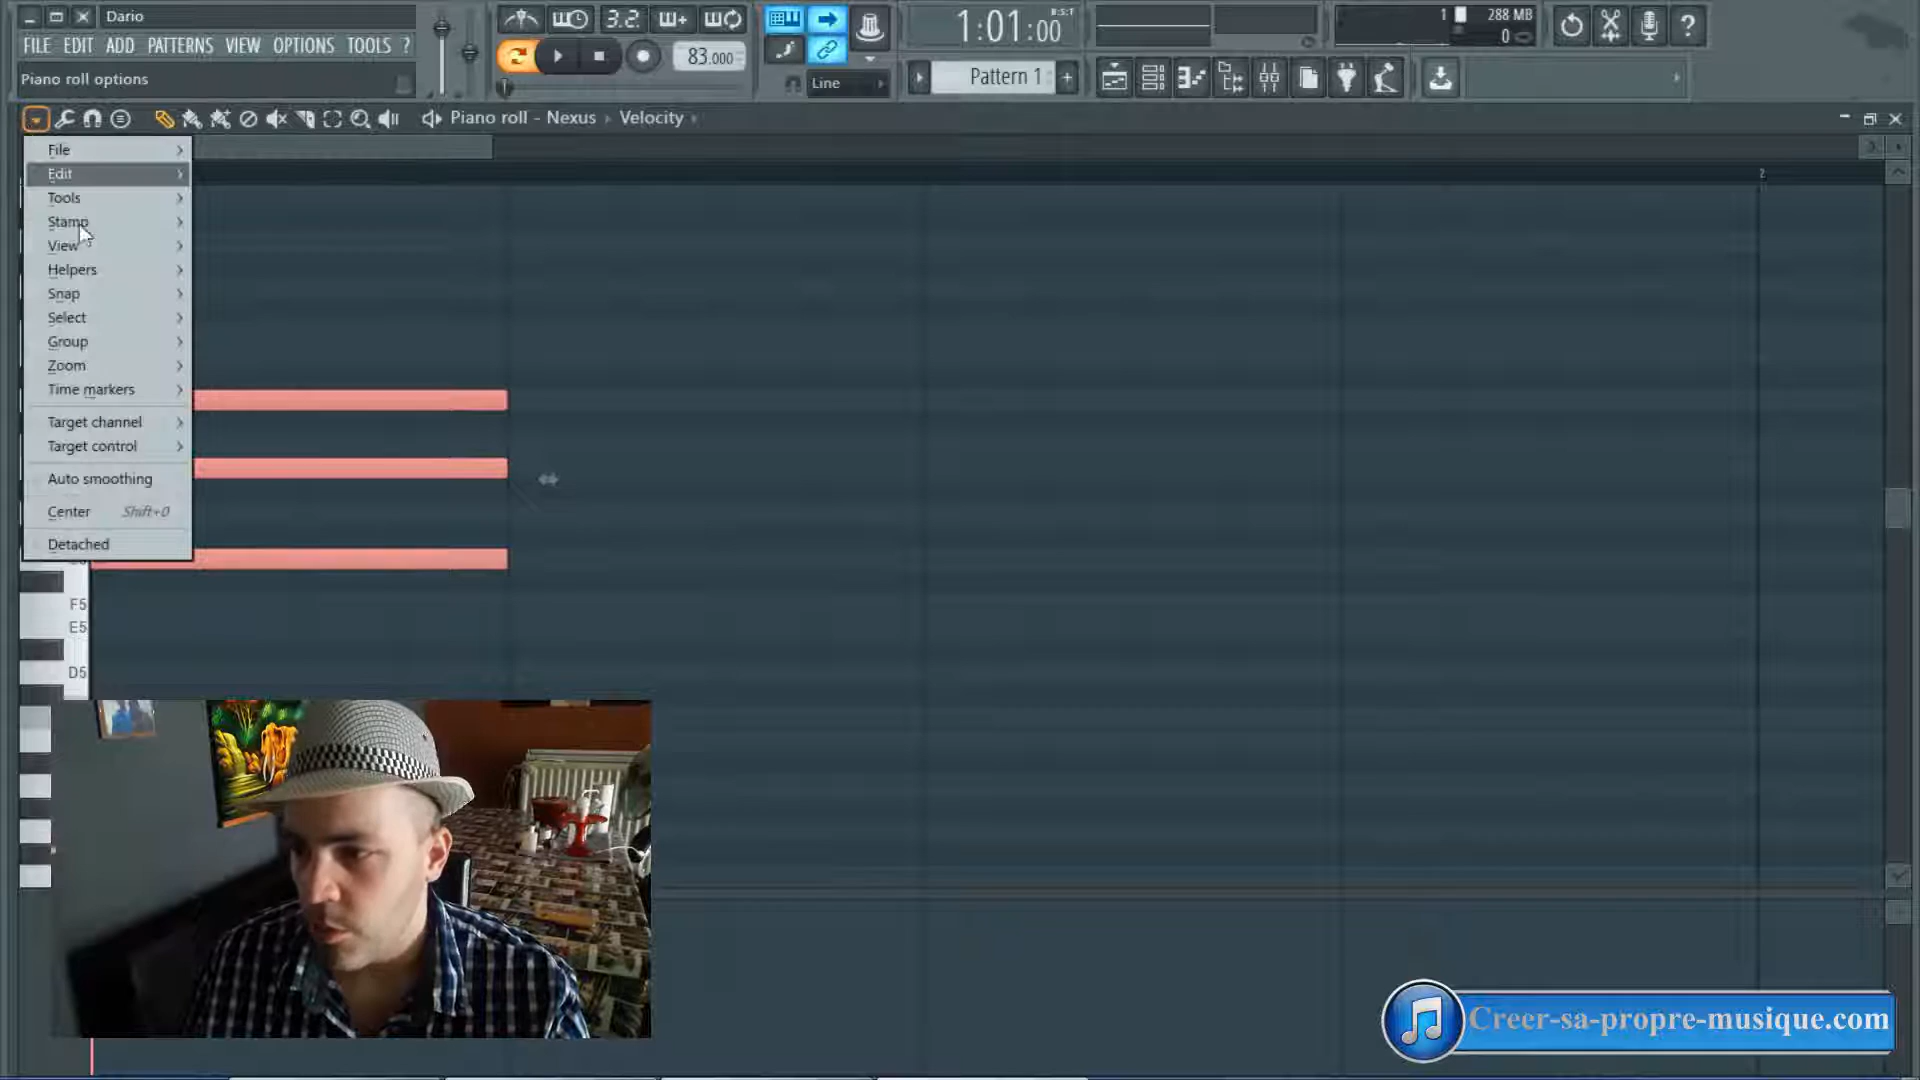 Dario
FILE EDIT ADD PATTERNS VIEW OPTIONS TOOLS ?
Piano roll options
3.2.
83.000
Line
1:01:00
B:S:T
Pattern 1
1
288 MB
0
Piano roll - Nexus › Velocity ›
2
File
Edit
Tools
Stamp
View
Helpers
Snap
Select
Group
Zoom
Time markers
Target channel
Target control
Auto smoothing
Center Shift+0
Detached
F5
E5
D5
Creer-sa-propre-musique.com